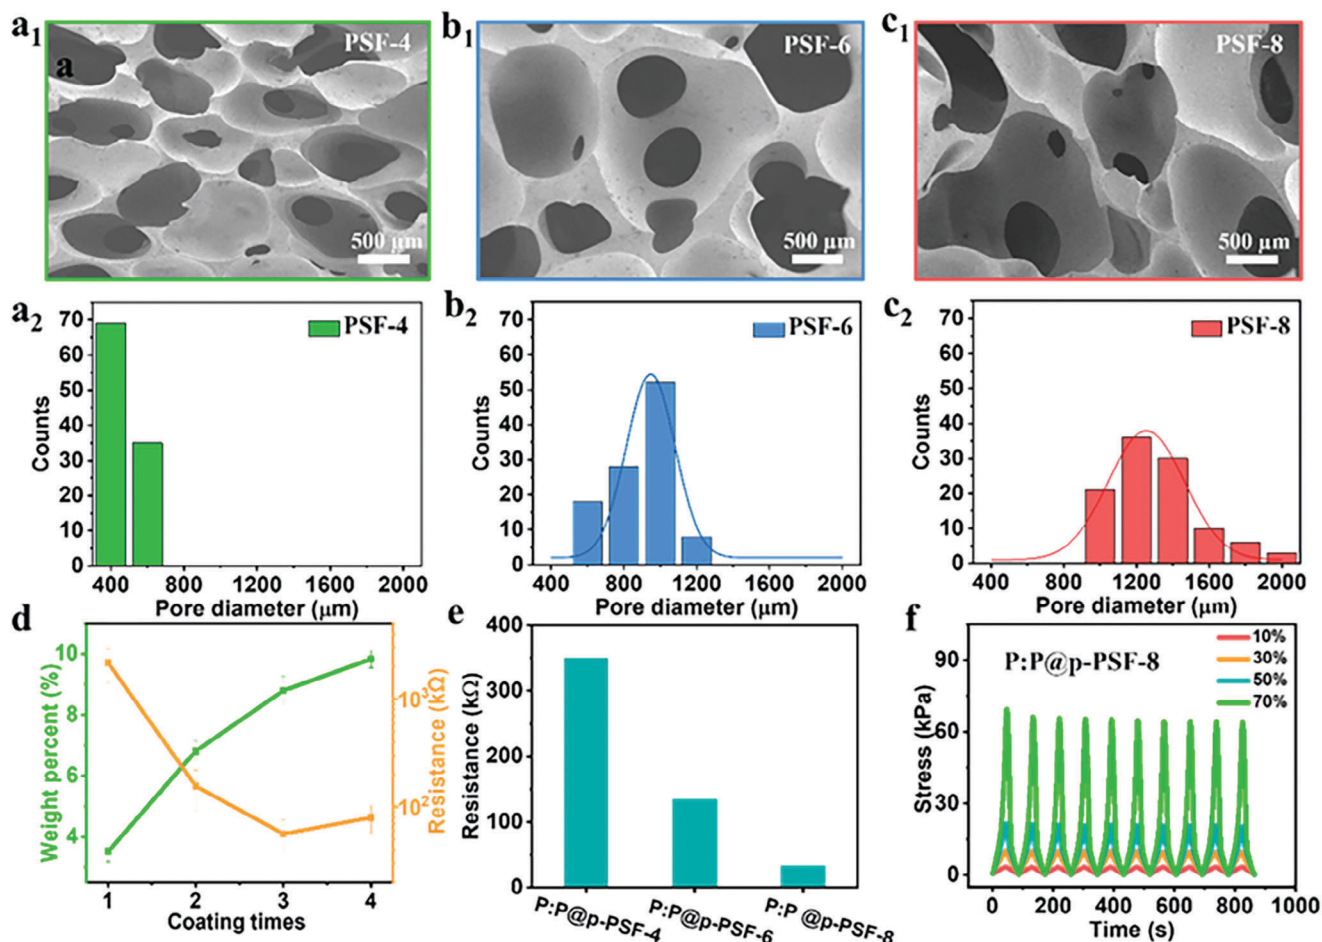 a1
PSF-4
a
500 μm
b1
PSF-6
500 μm
c1
PSF-8
500 μm
a2
PSF-4
Counts
70
60
50
40
30
20
10
0
400 800 1200 1600 2000
Pore diameter (μm)
b2
PSF-6
Counts
70
60
50
40
30
20
10
0
400 800 1200 1600 2000
Pore diameter (μm)
c2
PSF-8
Counts
70
60
50
40
30
20
10
0
400 800 1200 1600 2000
Pore diameter (μm)
d
Weight percent (%)
10
8
6
4
1 2 3 4
Coating times
10³
10²
Resistance (kΩ)
e
Resistance (kΩ)
400
350
300
250
200
150
100
50
0
P:P@p-PSF-4
P:P@p-PSF-6
P:P @p-PSF-8
f
P:P@p-PSF-8
10%
30%
50%
70%
Stress (kPa)
90
60
30
0
0 200 400 600 800 1000
Time (s)